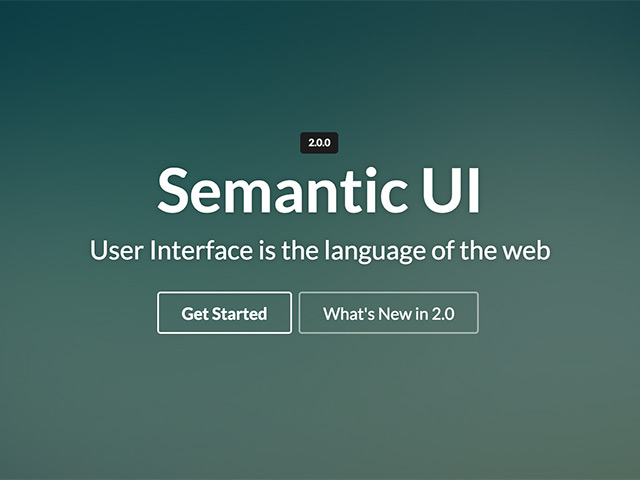 2.0.0
Semantic UI
User Interface is the language of the web
Get Started What's New in 2.0